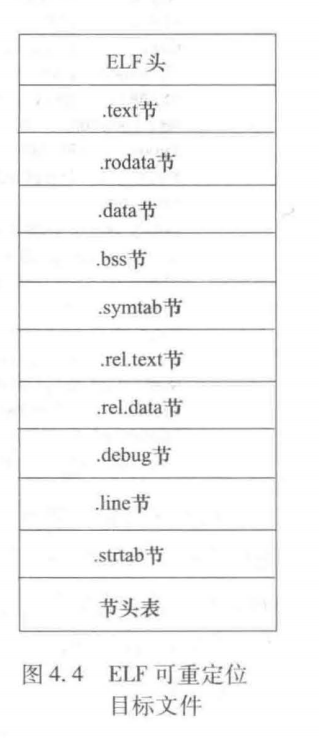 ELF头
.text节
.rodata节
.data节
.bss节
.symtab节
.rel.text节
.rel.data节
.debug节
.line节
.strtab节
节头表
图4.4 ELF 可重定位
目标文件